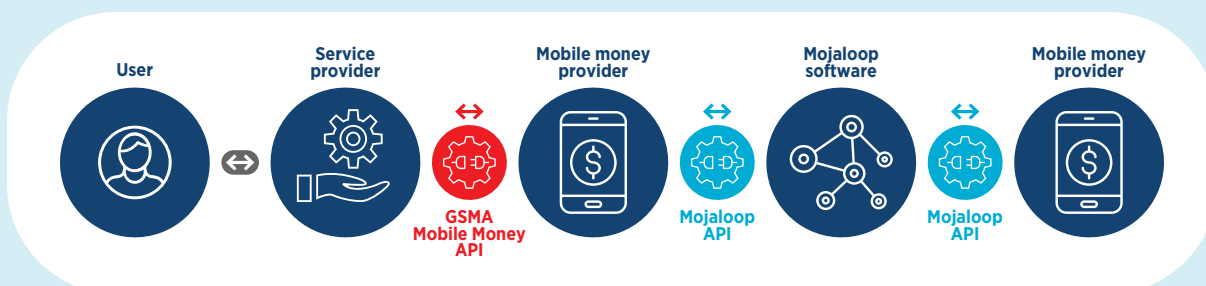 User
Service
provider
Mobile money
provider
Mojaloop
software
Mobile money
provider
$
$
GSMA
Mobile Money
API
Mojaloop
API
Mojaloop
API